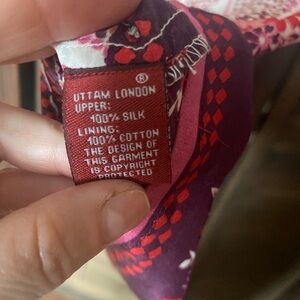 ®
UTTAM LONDON
UPPER:
100% SILK
LINING:
100% COTTON
THE DESIGN OF
THIS GARMENT
IS COPYRIGHT
PROTECTED